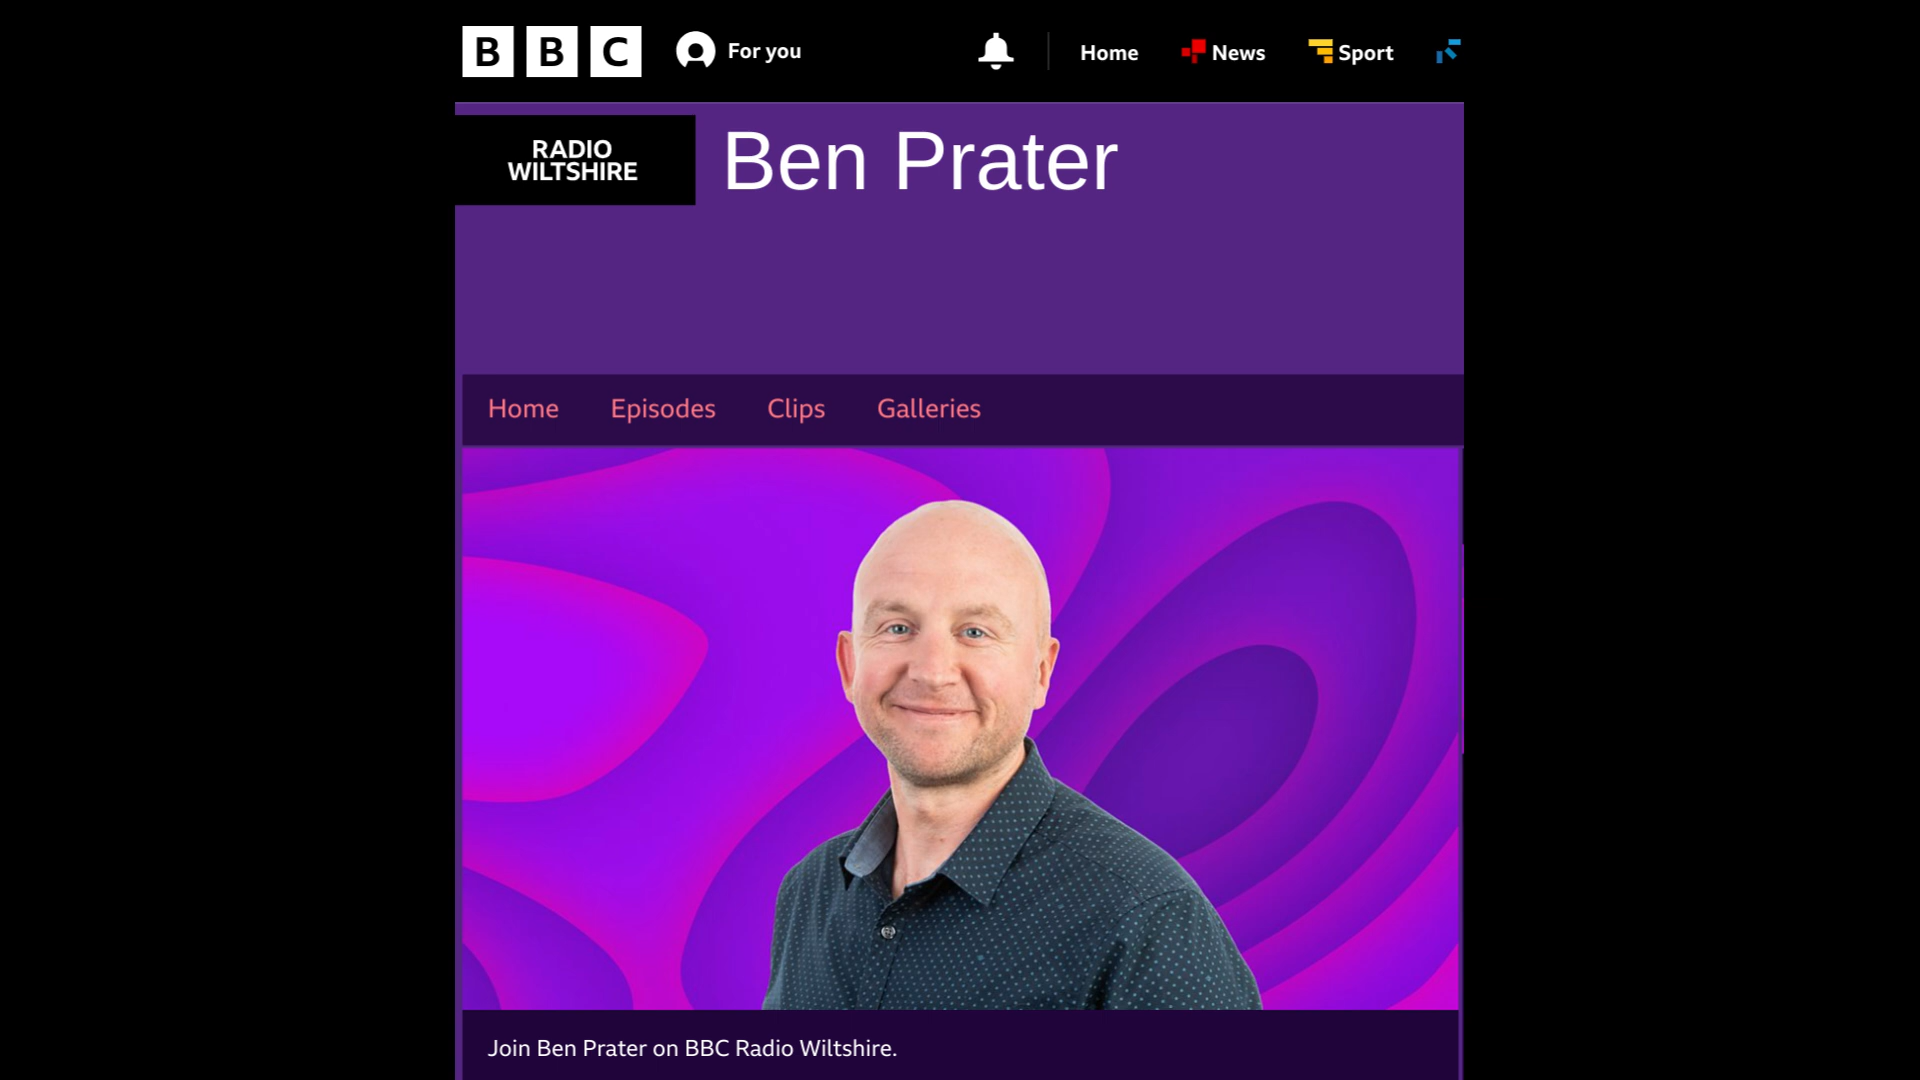 BBC
For you
Home
News
Sport
RADIO
WILTSHIRE
Ben Prater
Home
Episodes
Clips
Galleries
Join Ben Prater on BBC Radio Wiltshire.